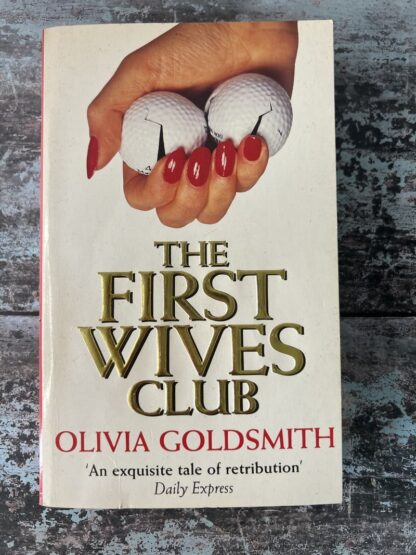 THE
FIRST
WIVES
CLUB
OLIVIA GOLDSMITH
'An exquisite tale of retribution'
Daily Express